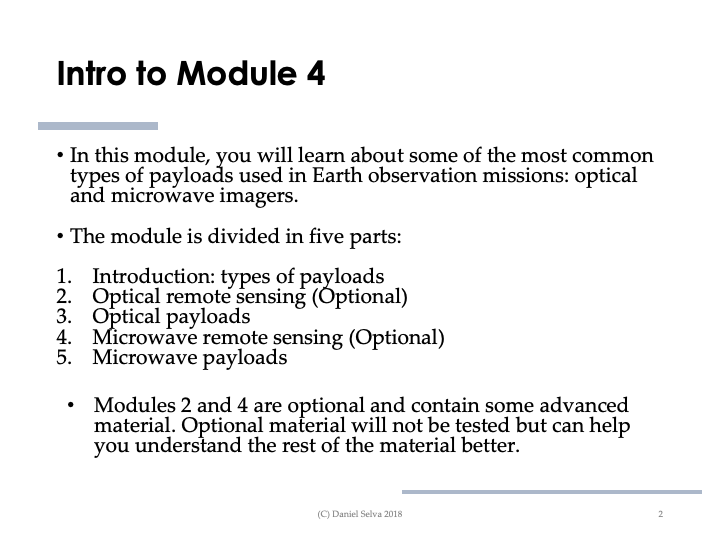 Intro to Module 4
• In this module, you will learn about some of the most common
types of payloads used in Earth observation missions: optical
and microwave imagers.
• The module is divided in five parts:
1. Introduction: types of payloads
2. Optical remote sensing (Optional)
3. Optical payloads
4. Microwave remote sensing (Optional)
5. Microwave payloads
• Modules 2 and 4 are optional and contain some advanced
material. Optional material will not be tested but can help
you understand the rest of the material better.
(C) Daniel Selva 2018
2